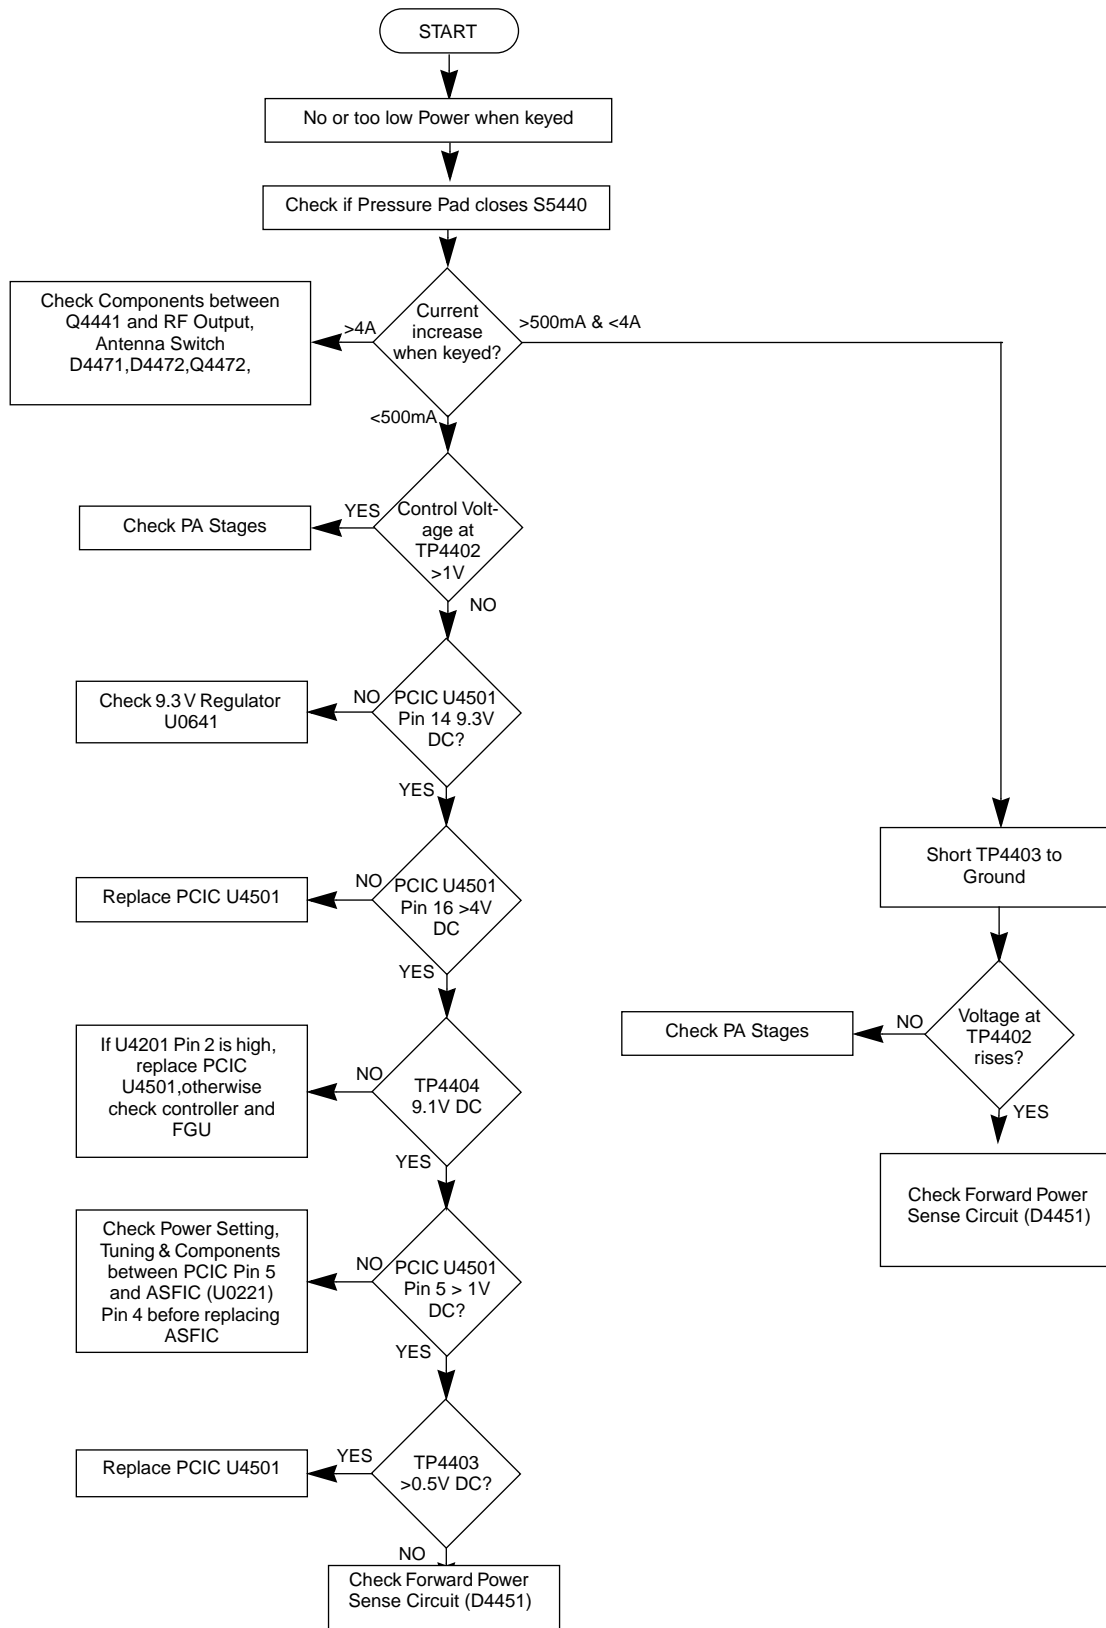 START
No or too low Power when keyed
Check if Pressure Pad closes S5440
Check Components between
Q4441 and RF Output,
Antenna Switch
D4471,D4472,Q4472,
>4A
Current
increase
when keyed?
>500mA & <4A
<500mA
Check PA Stages
YES
Control Volt-
age at
TP4402
>1V
NO
Check 9.3 V Regulator
U0641
NO
PCIC U4501
Pin 14 9.3V
DC?
YES
Replace PCIC U4501
NO
PCIC U4501
Pin 16 >4V
DC
YES
If U4201 Pin 2 is high,
replace PCIC
U4501,otherwise
check controller and
FGU
NO
TP4404
9.1V DC
YES
Check Power Setting,
Tuning & Components
between PCIC Pin 5
and ASFIC (U0221)
Pin 4 before replacing
ASFIC
NO
PCIC U4501
Pin 5 > 1V
DC?
YES
Replace PCIC U4501
YES
TP4403
>0.5V DC?
NO
Check Forward Power
Sense Circuit (D4451)
Short TP4403 to
Ground
Check PA Stages
NO
Voltage at
TP4402
rises?
YES
Check Forward Power
Sense Circuit (D4451)